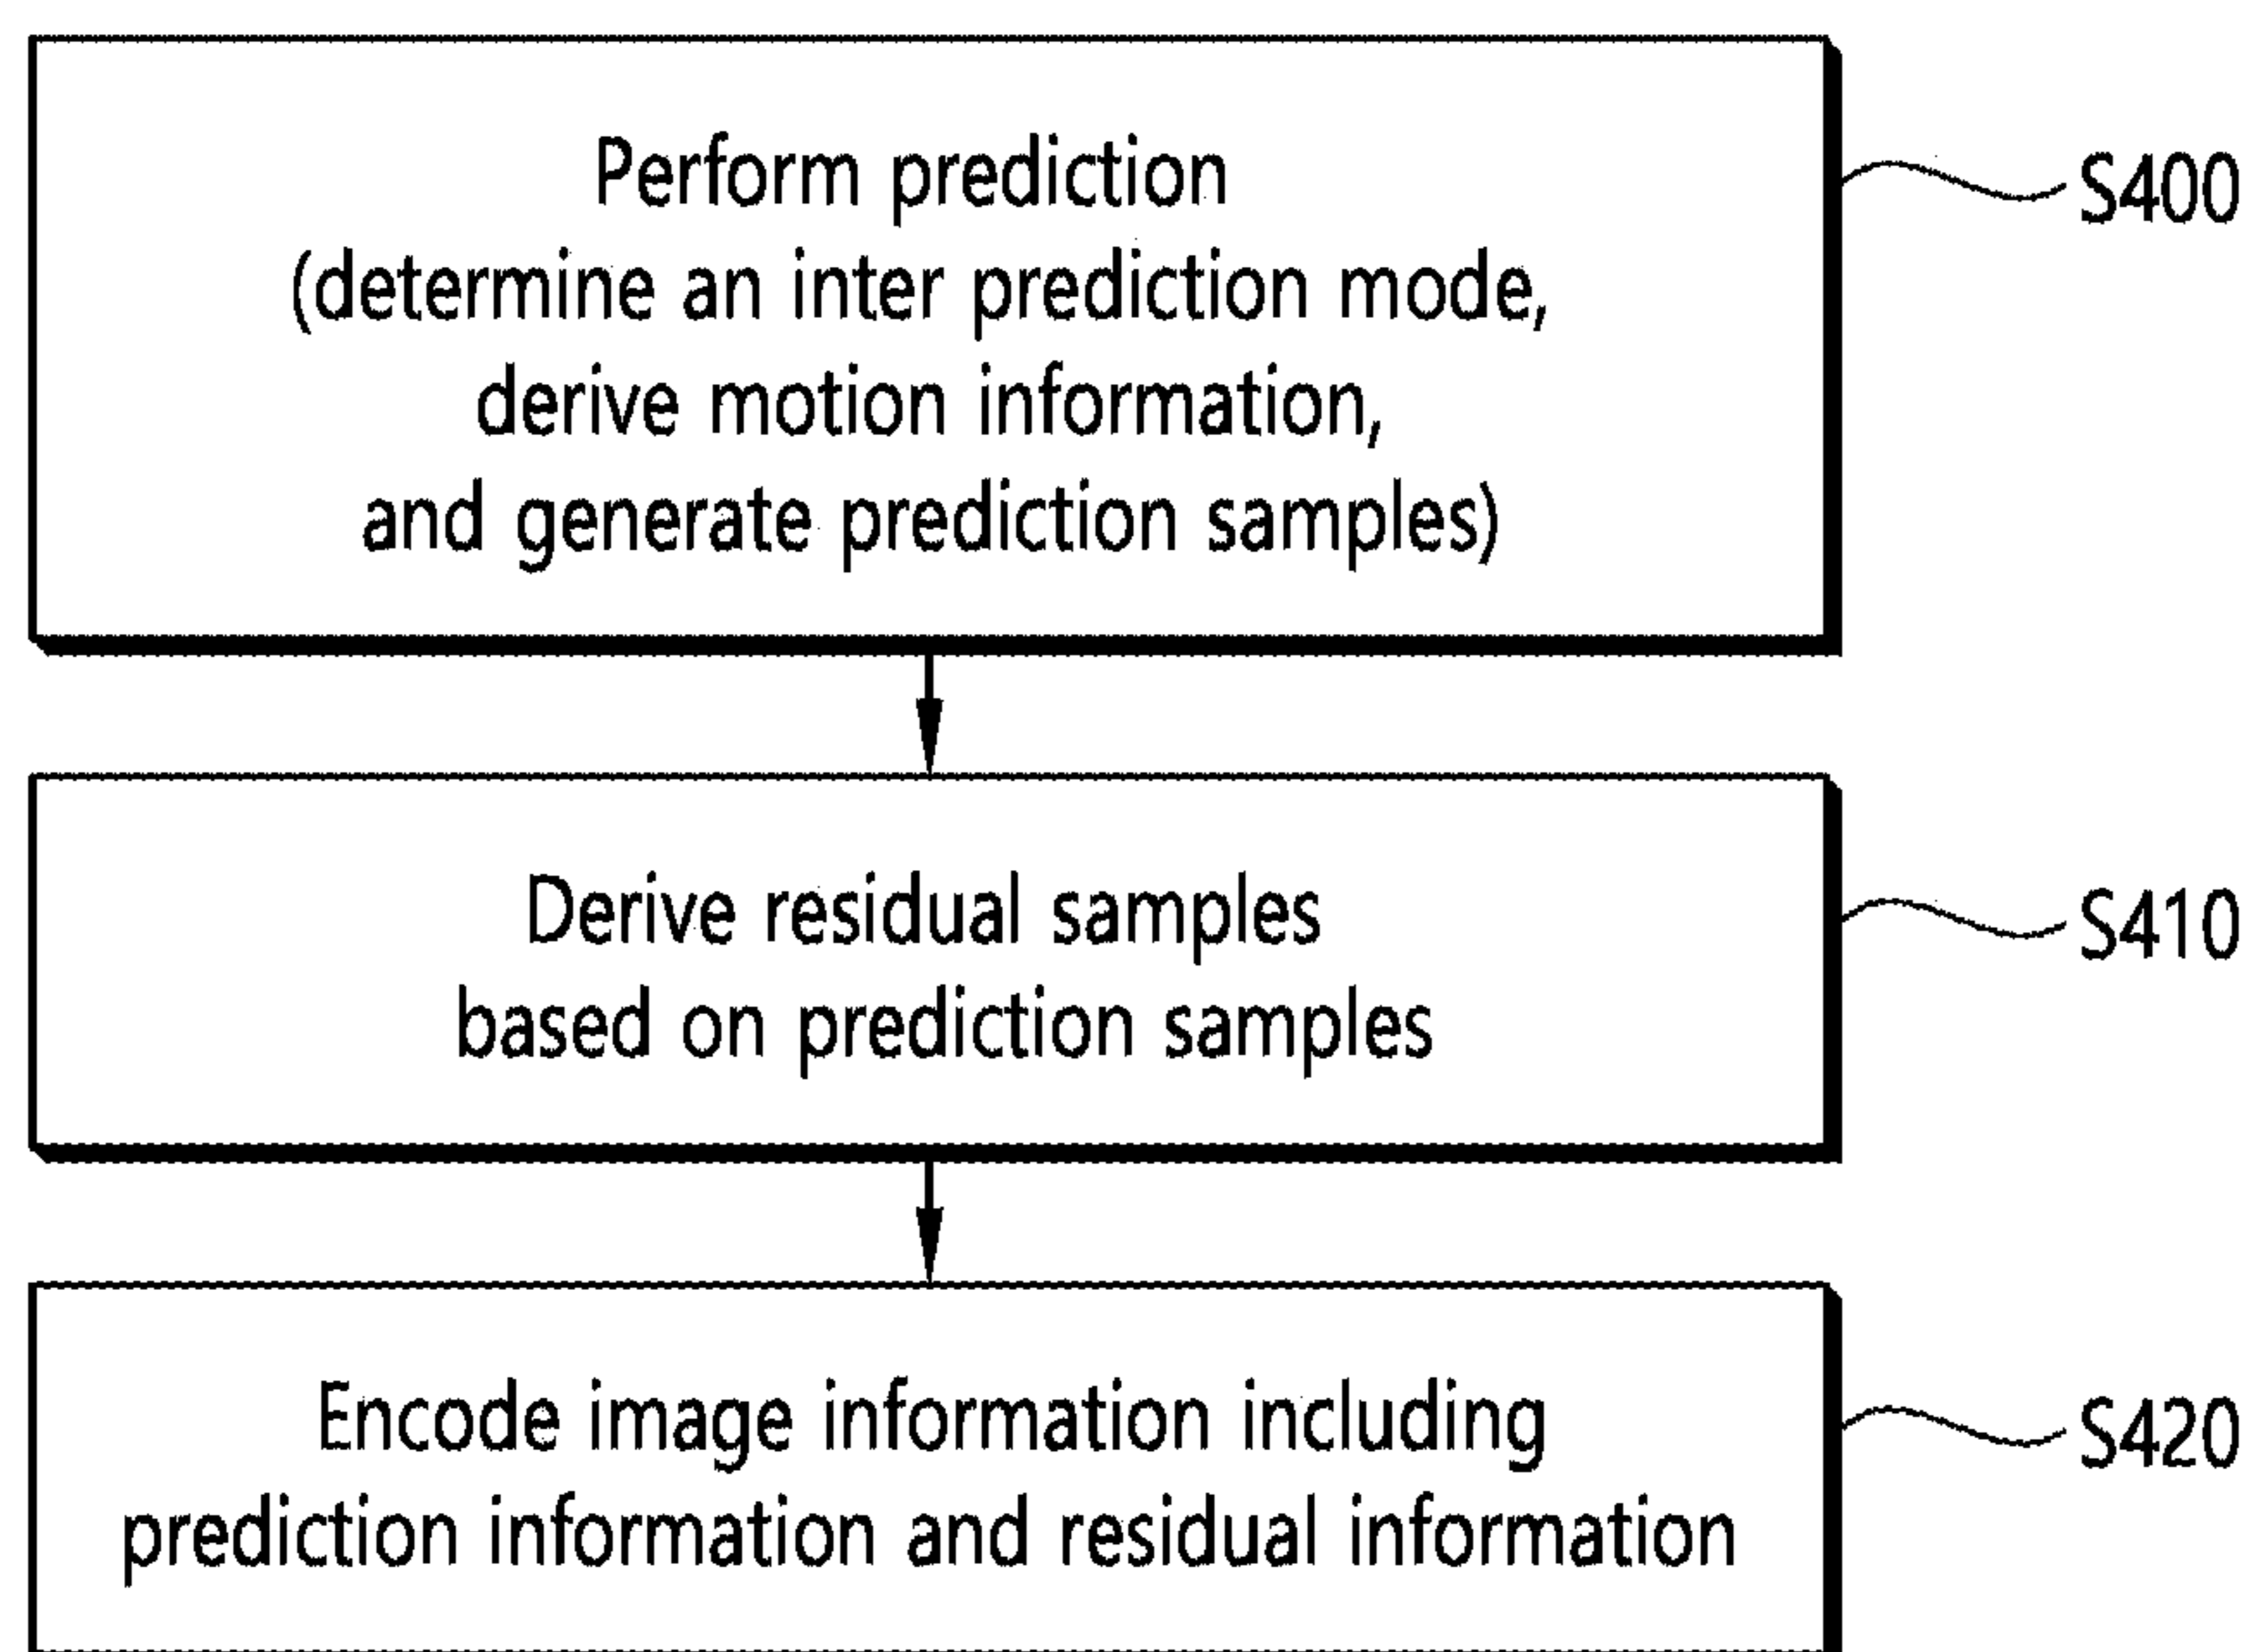 Perform prediction
(determine an inter prediction mode,
derive motion information,
and generate prediction samples)
S400
Derive residual samples
based on prediction samples
S410
Encode image information including
prediction information and residual information
S420